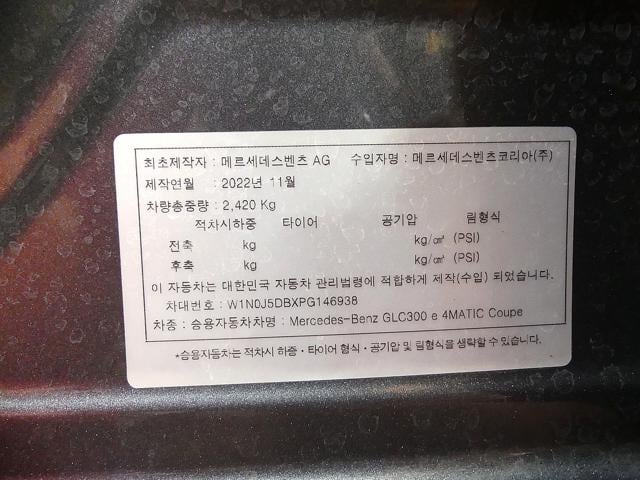 최초제작자 : 메르세데스벤츠 AG 수입자명 : 메르세데스벤츠코리아(주)
제작연월 : 2022년 11월
차량총중량 : 2,420 Kg
적차시하중 타이어 공기압 림형식
전축 kg kg/㎠ (PSI)
후축 kg kg/㎠ (PSI)
이 자동차는 대한민국 자동차 관리법령에 적합하게 제작(수입) 되었습니다.
차대번호 : W1N0J5DBXPG146938
차종 : 승용자동차차명 : Mercedes-Benz GLC300 e 4MATIC Coupe
*승용자동차는 적차시 하중·타이어 형식·공기압 및 림형식을 생략할 수 있습니다.